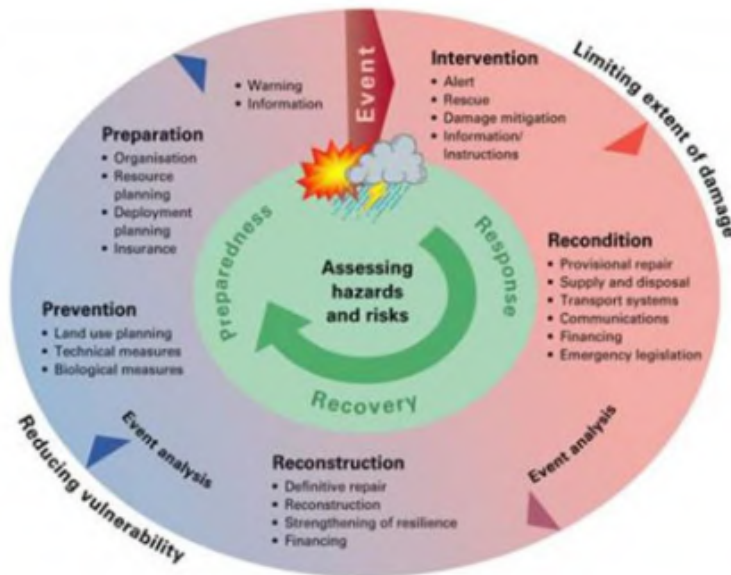 Event
• Warning
• Information
Intervention
• Alert
• Rescue
• Damage mitigation
• Information/
Instructions
Limiting extent of damage
Preparation
• Organisation
• Resource
planning
• Deployment
planning
• Insurance
Preparedness
Response
Recovery
Assessing
hazards
and risks
Recondition
• Provisional repair
• Supply and disposal
• Transport systems
• Communications
• Financing
• Emergency legislation
Prevention
• Land use planning
• Technical measures
• Biological measures
Event analysis
Reducing vulnerability
Reconstruction
• Definitive repair
• Reconstruction
• Strengthening of resilience
• Financing
Event analysis